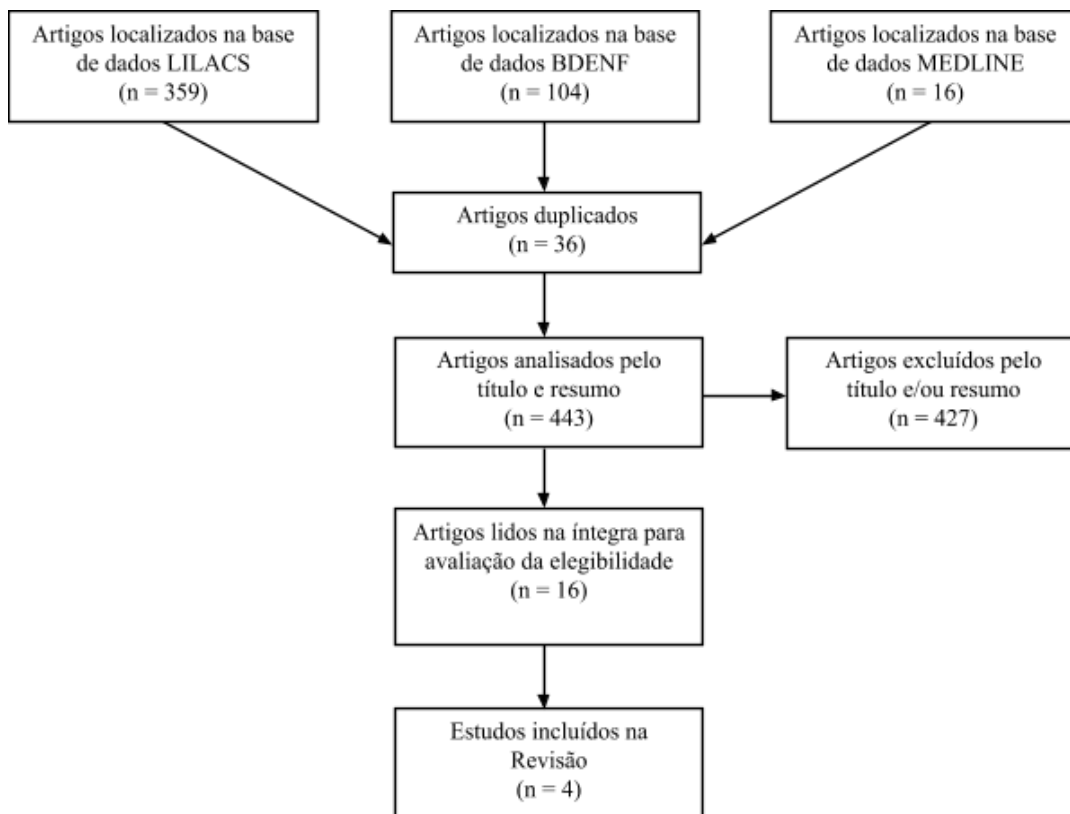 Artigos localizados na base
de dados LILACS
(n = 359)
Artigos localizados na base
de dados BDENF
(n = 104)
Artigos localizados na base
de dados MEDLINE
(n = 16)
Artigos duplicados
(n = 36)
Artigos analisados pelo
título e resumo
(n = 443)
Artigos excluídos pelo
título e/ou resumo
(n = 427)
Artigos lidos na íntegra para
avaliação da elegibilidade
(n = 16)
Estudos incluídos na
Revisão
(n = 4)